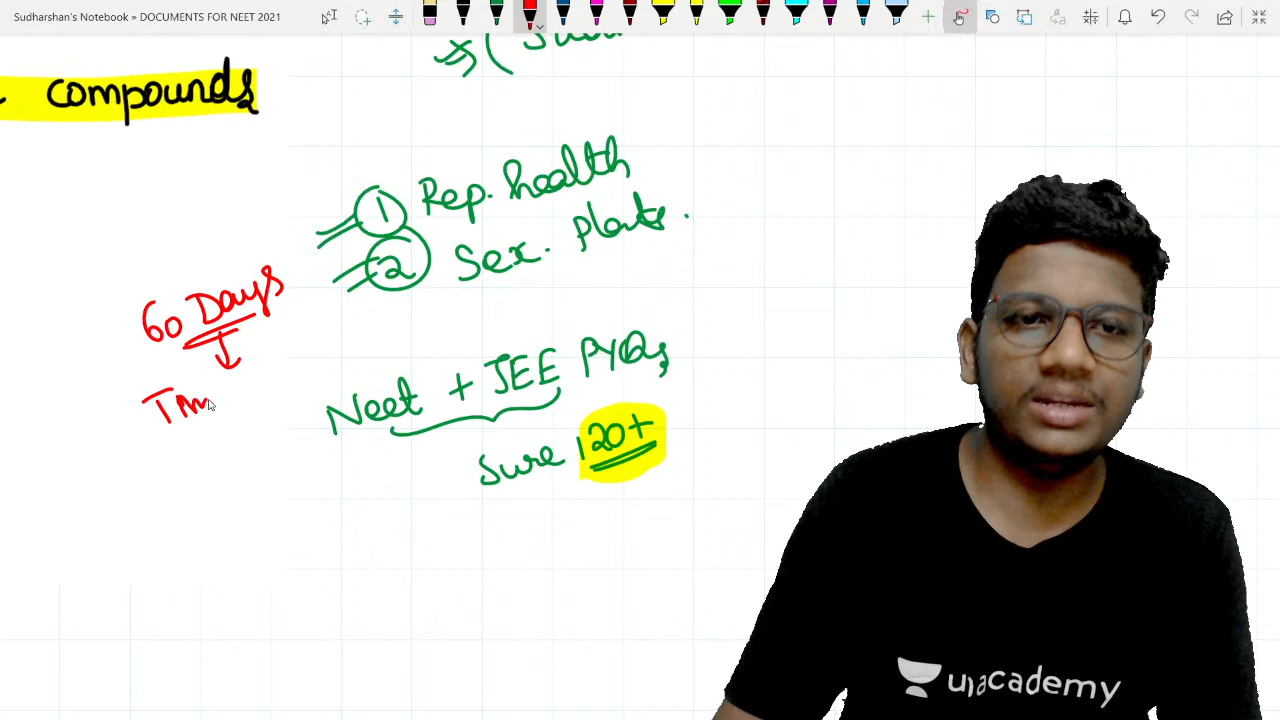 Sudharshan's Notebook » DOCUMENTS FOR NEET 2021
compounds
1 Rep. health
2 Sex. plants.
60 Days
Neet + JEE PYQs
Sure 120+
unacademy